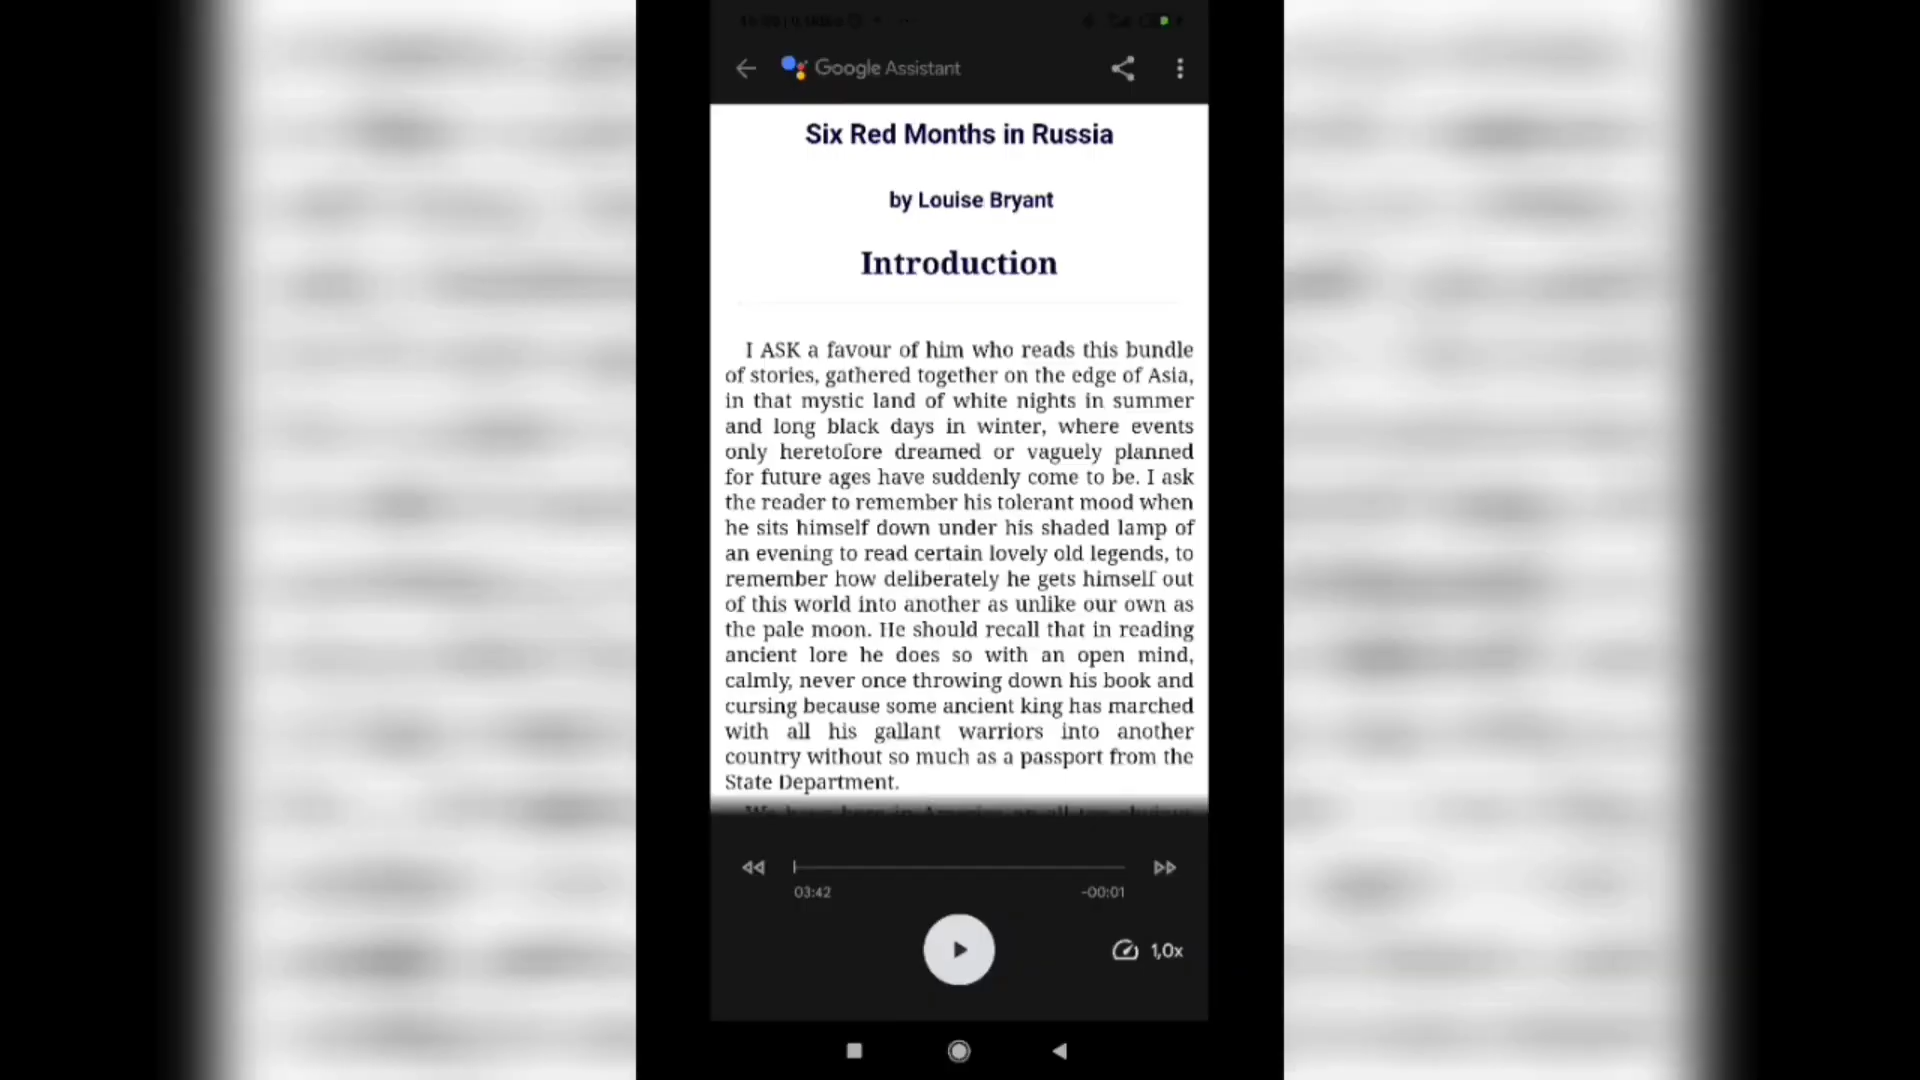 Google Assistant
Six Red Months in Russia
by Louise Bryant
Introduction
I ASK a favour of him who reads this bundle
of stories, gathered together on the edge of Asia,
in that mystic land of white nights in summer
and long black days in winter, where events
only heretofore dreamed or vaguely planned
for future ages have suddenly come to be. I ask
the reader to remember his tolerant mood when
he sits himself down under his shaded lamp of
an evening to read certain lovely old legends, to
remember how deliberately he gets himself out
of this world into another as unlike our own as
the pale moon. He should recall that in reading
ancient lore he does so with an open mind,
calmly, never once throwing down his book and
cursing because some ancient king has marched
with all his gallant warriors into another
country without so much as a passport from the
State Department.
03:42
-00:01
1,0x